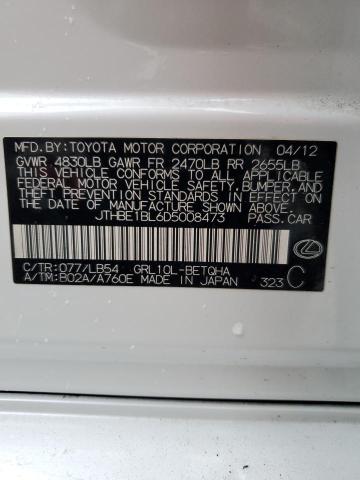 MFD. BY: TOYOTA MOTOR CORPORATION 04/12
GVWR 4830LB GAWR FR 2470LB RR 2655LB
THIS VEHICLE CONFORMS TO ALL APPLICABLE
FEDERAL MOTOR VEHICLE SAFETY, BUMPER, AND
THEFT PREVENTION STANDARDS IN EFFECT ON
THE DATE OF MANUFACTURE SHOWN ABOVE.
JTHBE1BL6D5008473 PASS. CAR
C/TR: 077/LB54 GRL10L-BETQHA
A/TM: B02A/A760E MADE IN JAPAN 323 C